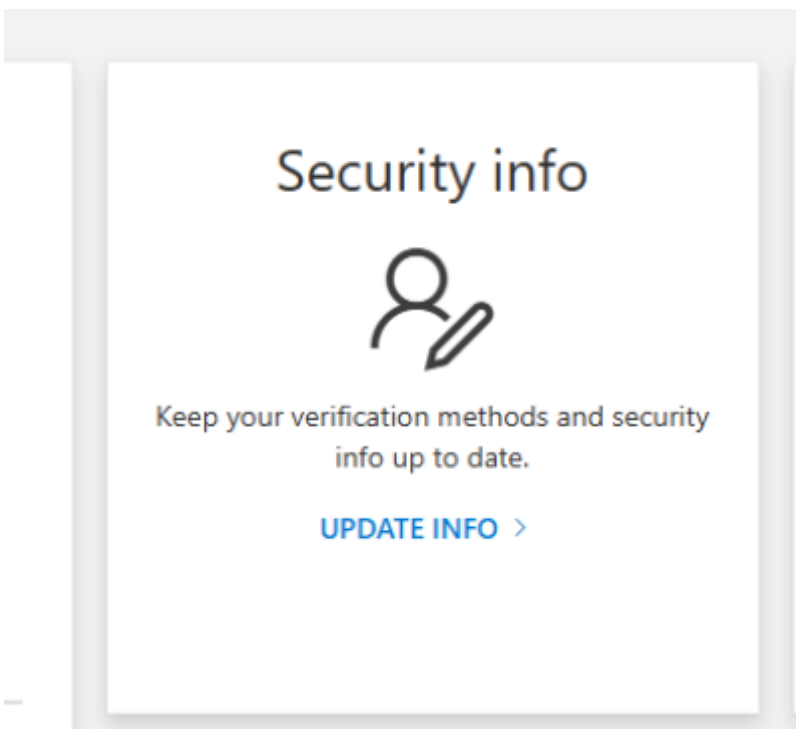 Security info
Keep your verification methods and security
info up to date.
UPDATE INFO >